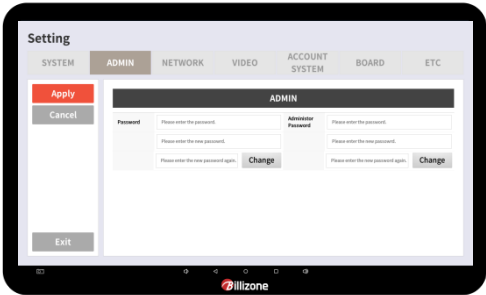 Setting
SYSTEM ADMIN NETWORK VIDEO ACCOUNT SYSTEM BOARD ETC
Apply
Cancel
Exit
ADMIN
Password
Please enter the password.
Please enter the new password.
Please enter the new password again.
Change
Administor
Password
Please enter the password.
Please enter the new password.
Please enter the new password again.
Change
Billizone